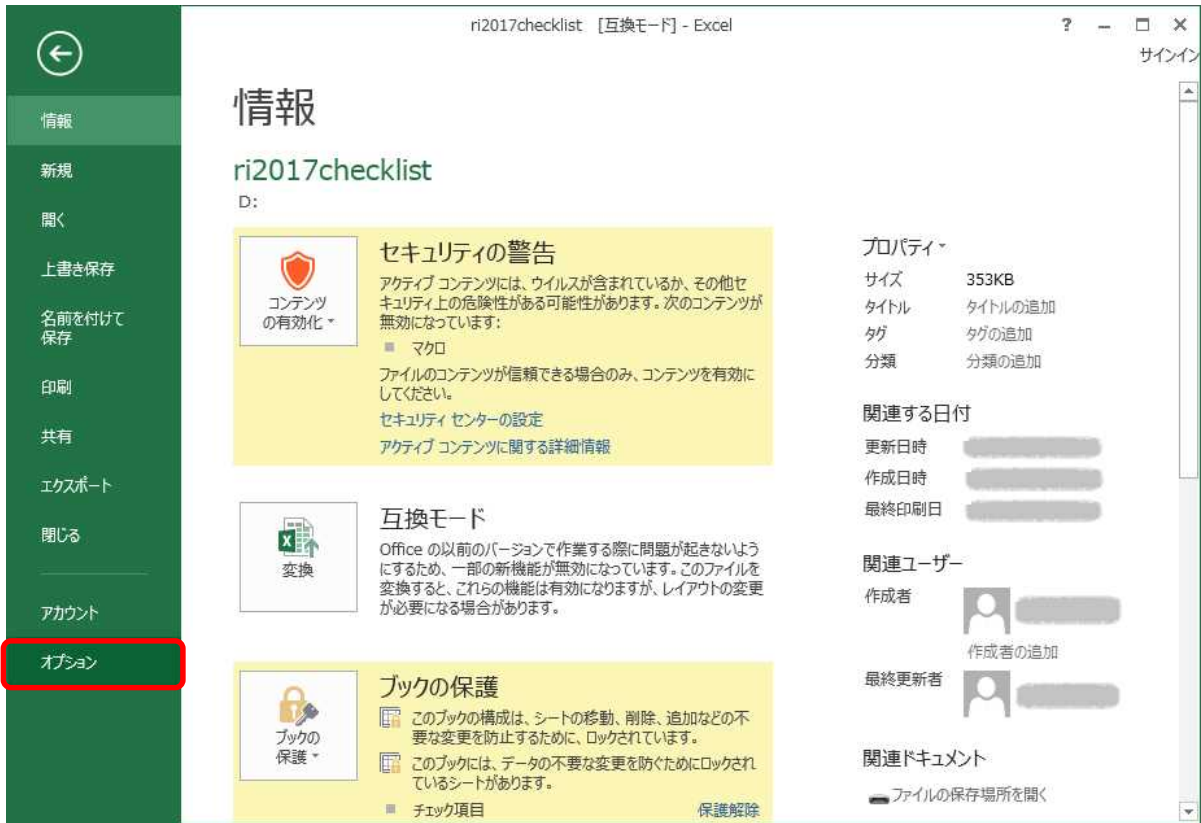 ri2017checklist [互換モード] - Excel
?
サインイン
情報
新規
開く
上書き保存
名前を付けて
保存
印刷
共有
エクスポート
閉じる
アカウント
オプション
情報
ri2017checklist
D:
コンテンツ
の有効化
セキュリティの警告
アクティブ コンテンツには、ウイルスが含まれているか、その他セ
キュリティ上の危険性がある可能性があります。次のコンテンツが
無効になっています:
マクロ
ファイルのコンテンツが信頼できる場合のみ、コンテンツを有効に
してください。
セキュリティ センターの設定
アクティブ コンテンツに関する詳細情報
変換
互換モード
Office の以前のバージョンで作業する際に問題が起きないよう
にするため、一部の新機能が無効になっています。このファイルを
変換すると、これらの機能は有効になりますが、レイアウトの変更
が必要になる場合があります。
ブックの
保護
ブックの保護
このブックの構成は、シートの移動、削除、追加などの不
要な変更を防止するために、ロックされています。
このブックには、データの不要な変更を防ぐためにロックされ
ているシートがあります。
チェック項目 保護解除
プロパティ
サイズ 353KB
タイトル タイトルの追加
タグ タグの追加
分類 分類の追加
関連する日付
更新日時
作成日時
最終印刷日
関連ユーザー
作成者
作成者の追加
最終更新者
関連ドキュメント
ファイルの保存場所を開く